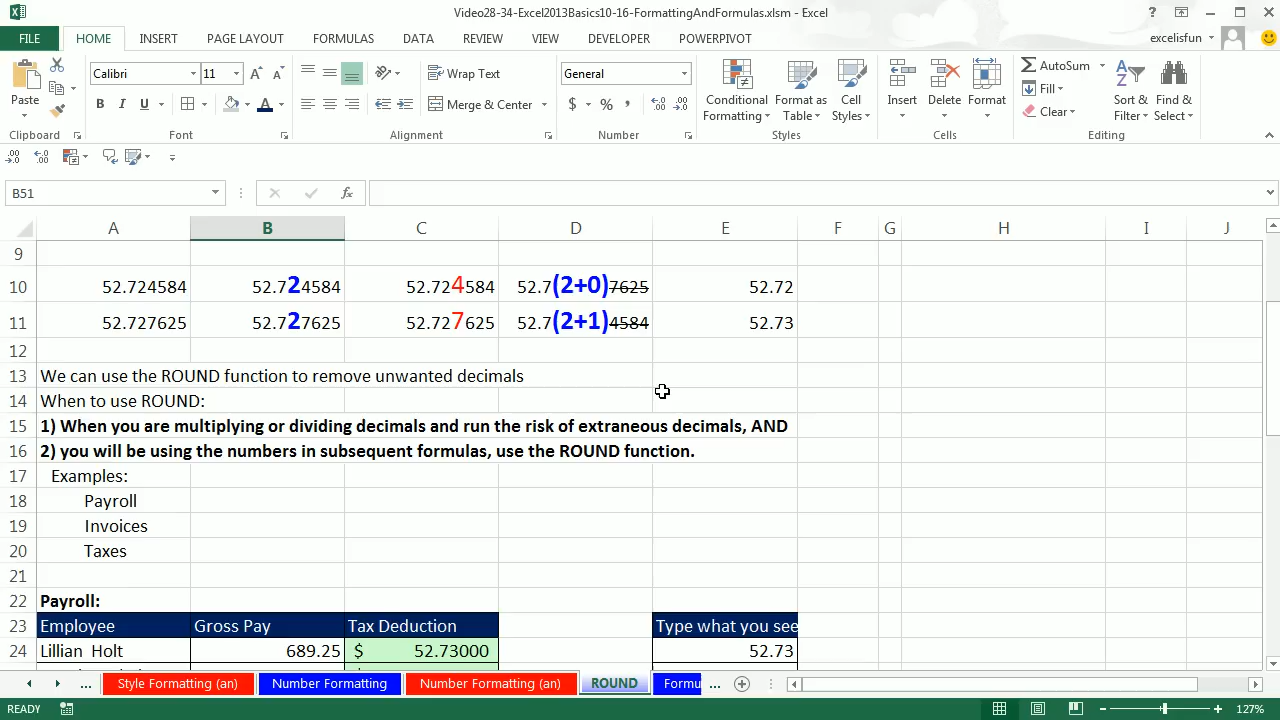 Video28-34-Excel2013Basics10-16-FormattingAndFormulas.xlsm - Excel
FILE HOME INSERT PAGE LAYOUT FORMULAS DATA REVIEW VIEW DEVELOPER POWERPIVOT excelisfun
Calibri 11 Wrap Text General AutoSum
Paste Fill
B I U A Merge & Center $ % , Conditional Formatting Format as Table Cell Styles Insert Delete Format Clear Sort & Filter Find & Select
Clipboard Font Alignment Number Styles Cells Editing
B51 fx
A B C D E F G H I J
9
10 52.724584 52.724584 52.724584 52.7(2+0)7625 52.72
11 52.727625 52.727625 52.727625 52.7(2+1)4584 52.73
12
13 We can use the ROUND function to remove unwanted decimals
14 When to use ROUND:
15 1) When you are multiplying or dividing decimals and run the risk of extraneous decimals, AND
16 2) you will be using the numbers in subsequent formulas, use the ROUND function.
17 Examples:
18 Payroll
19 Invoices
20 Taxes
21
22 Payroll:
23 Employee Gross Pay Tax Deduction Type what you see
24 Lillian Holt 689.25 $ 52.73000 52.73
... Style Formatting (an) Number Formatting Number Formatting (an) ROUND Formu ...
READY 127%